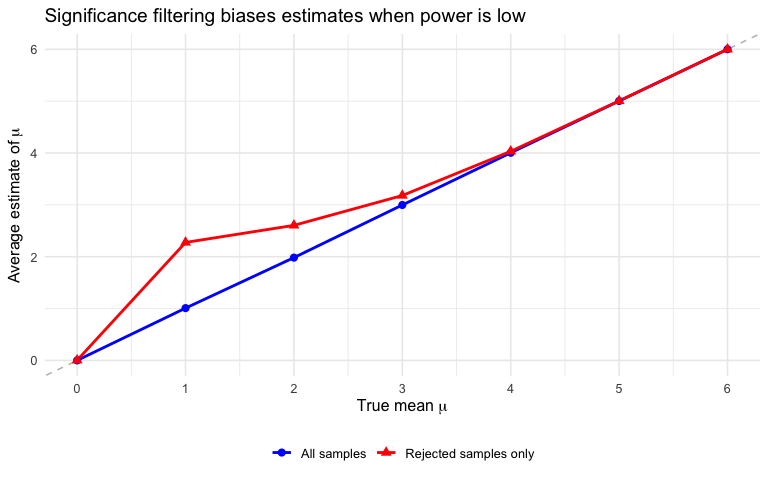 Significance filtering biases estimates when power is low
Average estimate of μ
6
4
2
0
0 1 2 3 4 5 6
True mean μ
All samples Rejected samples only